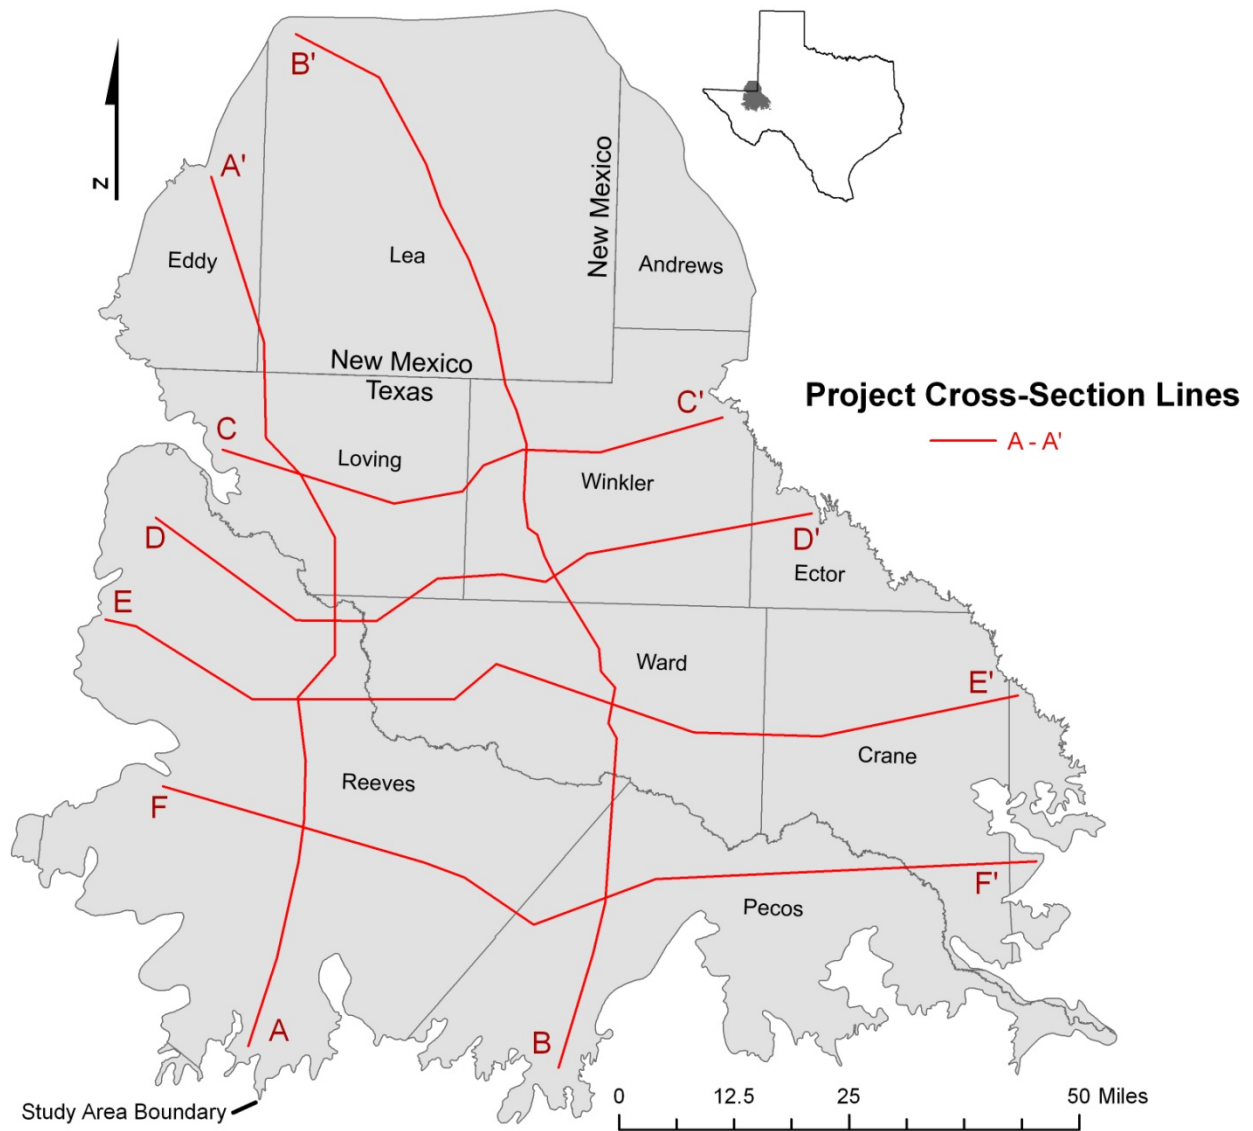 B'
A'
z
New Mexico
Eddy
Lea
Andrews
New Mexico
Texas
Project Cross-Section Lines
A - A'
C'
C
Loving
Winkler
D
D'
Ector
E
Ward
E'
Crane
Reeves
F
F'
Pecos
A
B
0 12.5 25 50 Miles
Study Area Boundary